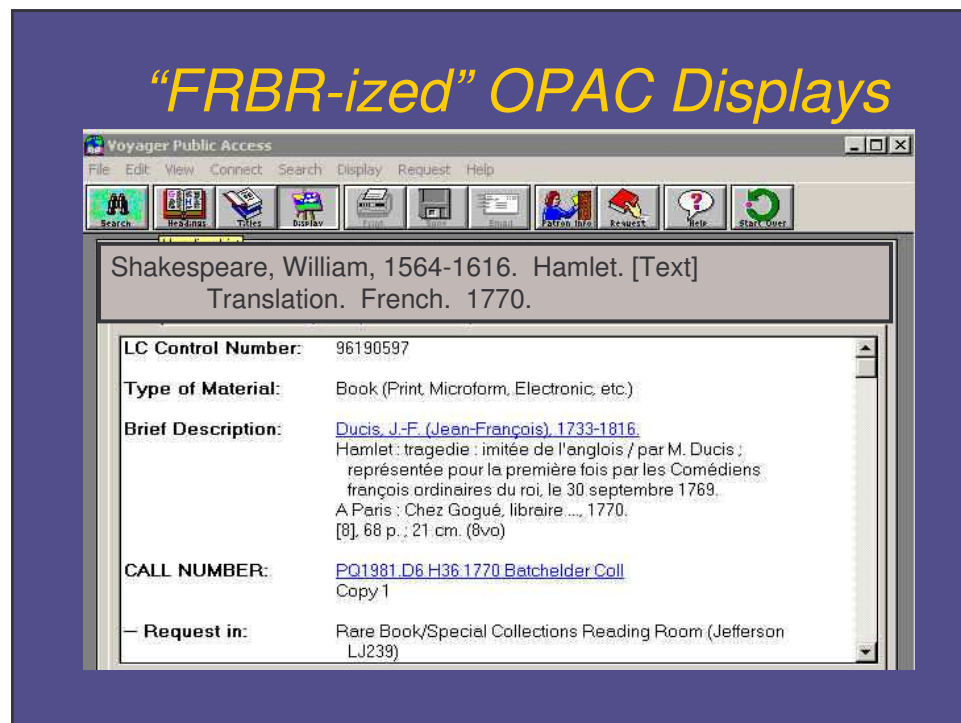 “FRBR-ized” OPAC Displays
Voyager Public Access
File Edit View Connect Search Display Request Help
Search Headings Titles Display Print Save Email Patron Info Request Help Start Over
Shakespeare, William, 1564-1616. Hamlet. [Text]
Translation. French. 1770.
LC Control Number: 96190597
Type of Material: Book (Print, Microform, Electronic, etc.)
Brief Description: Ducis, J.-F. (Jean-François), 1733-1816.
Hamlet : tragedie : imitée de l'anglois / par M. Ducis ;
représentée pour la première fois par les Comédiens
françois ordinaires du roi, le 30 septembre 1769.
A Paris : Chez Gogué, libraire ..., 1770.
[8], 68 p. ; 21 cm. (8vo)
CALL NUMBER: PQ1981.D6 H36 1770 Batchelder Coll
Copy 1
– Request in: Rare Book/Special Collections Reading Room (Jefferson
LJ239)